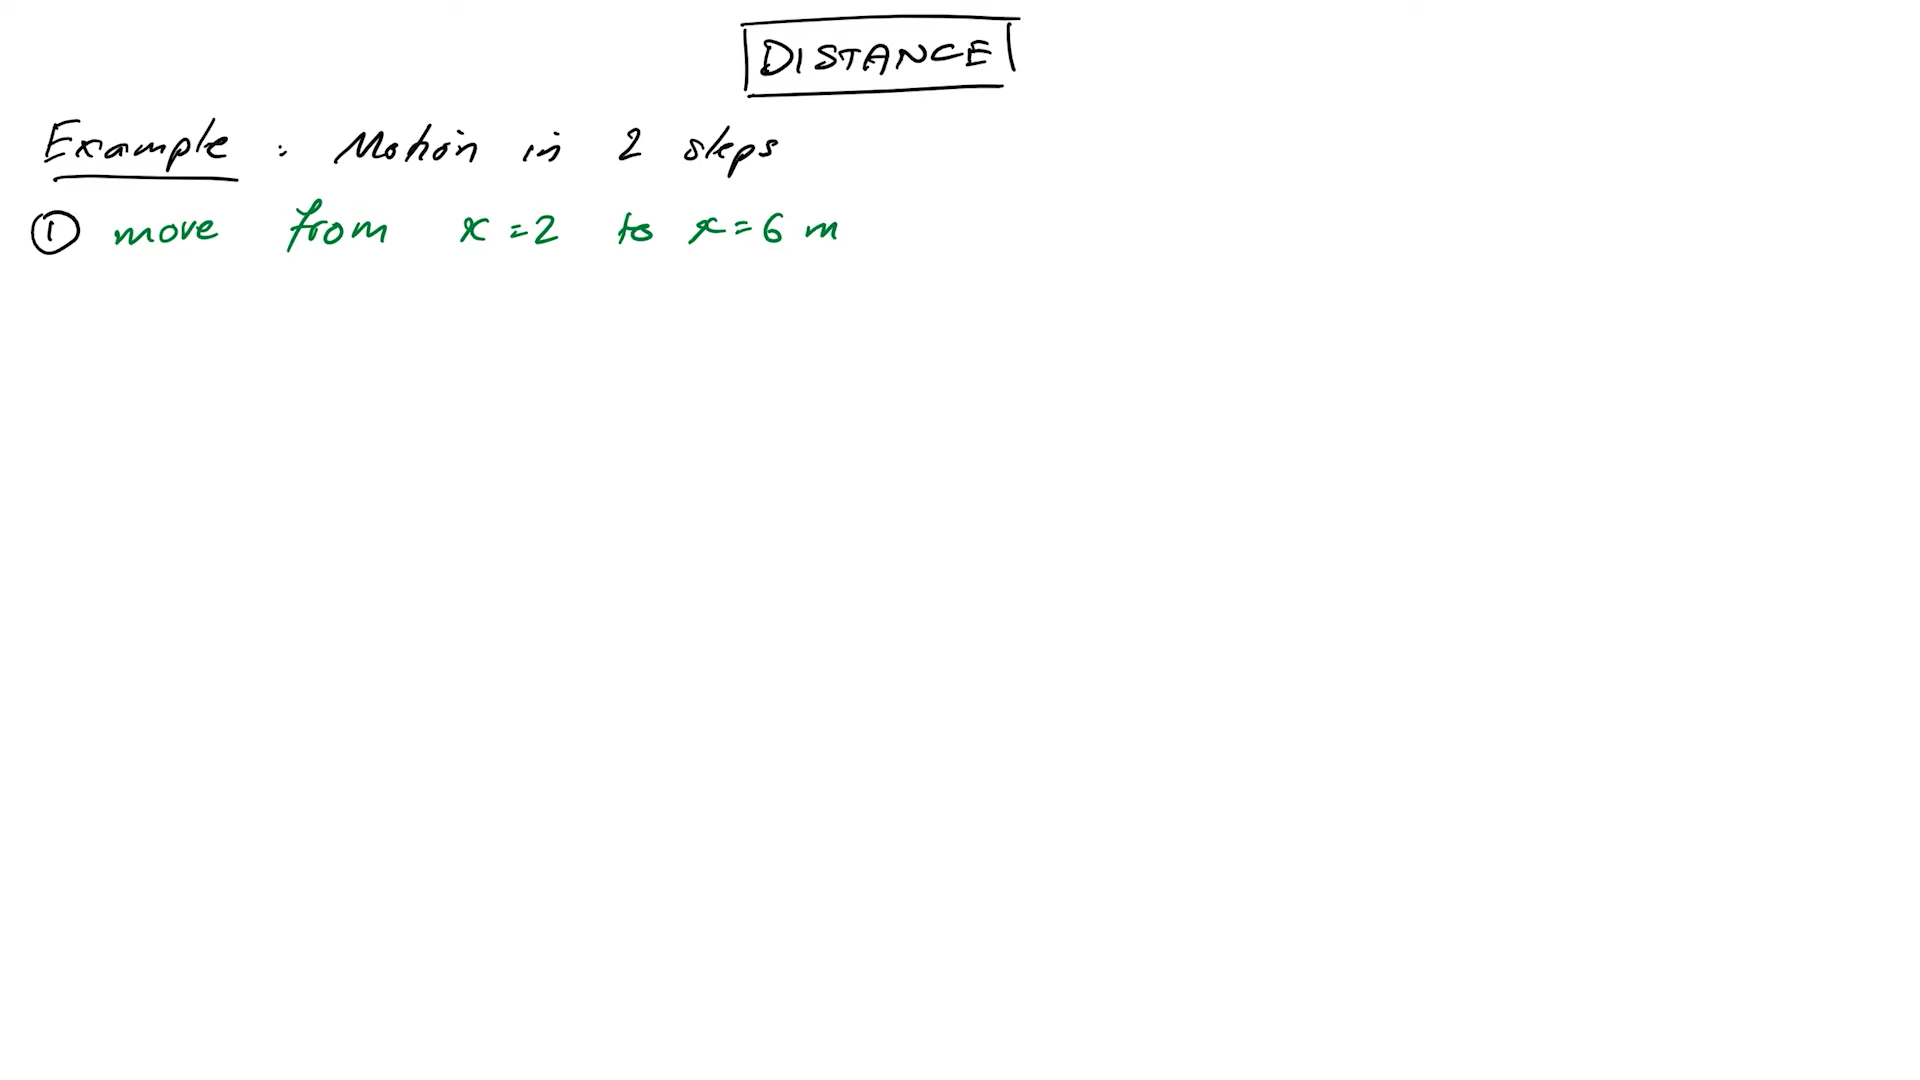 DISTANCE
Example : Motion in 2 steps
① move from x = 2 to x = 6 m